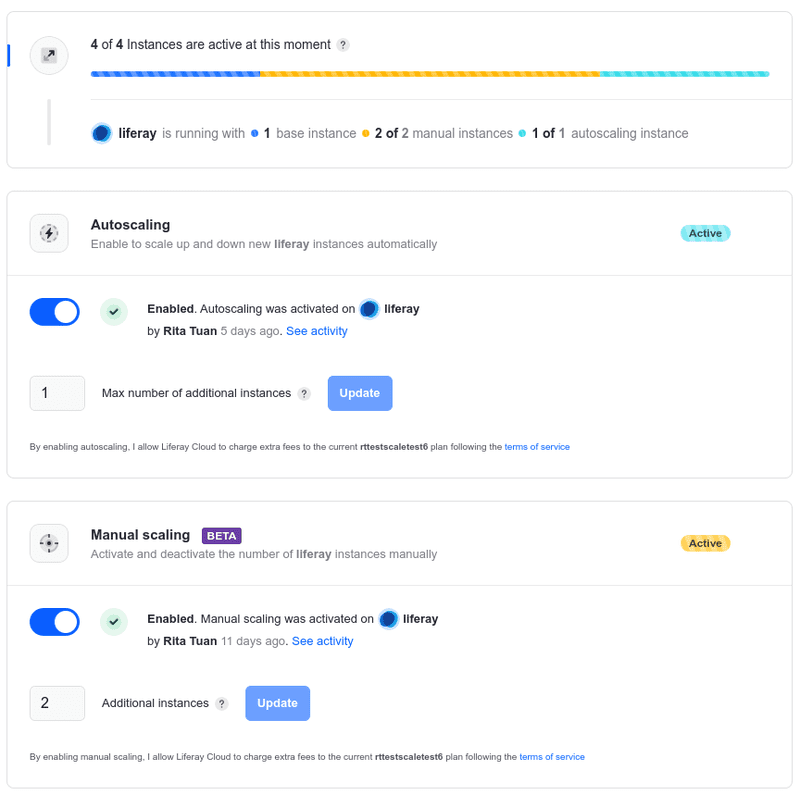 4 of 4 Instances are active at this moment ?
liferay is running with 1 base instance 2 of 2 manual instances 1 of 1 autoscaling instance
Autoscaling
Enable to scale up and down new liferay instances automatically
Active
Enabled. Autoscaling was activated on liferay
by Rita Tuan 5 days ago. See activity
1 Max number of additional instances ? Update
By enabling autoscaling, I allow Liferay Cloud to charge extra fees to the current rttestscaletest6 plan following the terms of service
Manual scaling BETA
Activate and deactivate the number of liferay instances manually
Active
Enabled. Manual scaling was activated on liferay
by Rita Tuan 11 days ago. See activity
2 Additional instances ? Update
By enabling manual scaling, I allow Liferay Cloud to charge extra fees to the current rttestscaletest6 plan following the terms of service